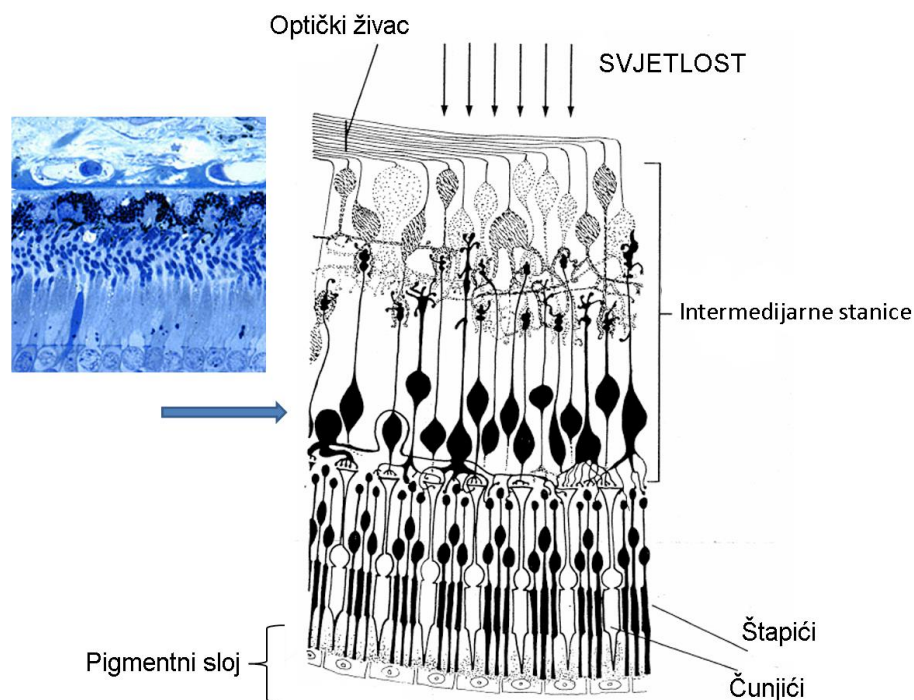 Optički živac
SVJETLOST
Intermedijarne stanice
Štapići
Pigmentni sloj
Čunjići